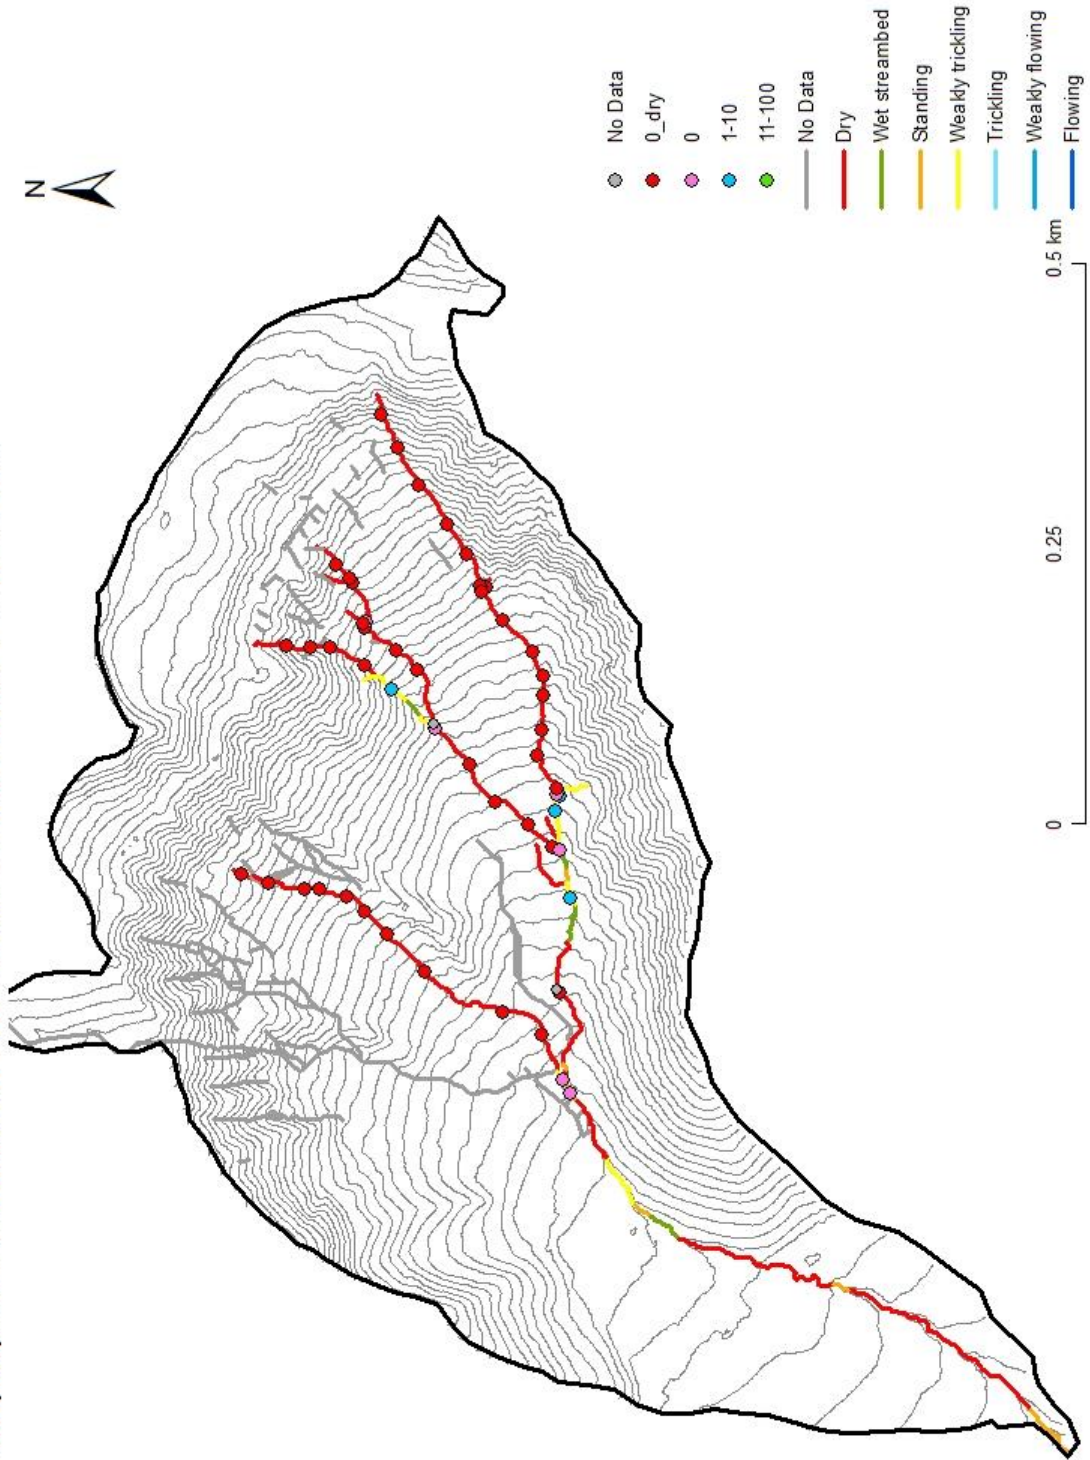 N
No Data
0_dry
0
1-10
11-100
No Data
Dry
Wet streambed
Standing
Weakly trickling
Trickling
Weakly flowing
Flowing
0
0.25
0.5 km